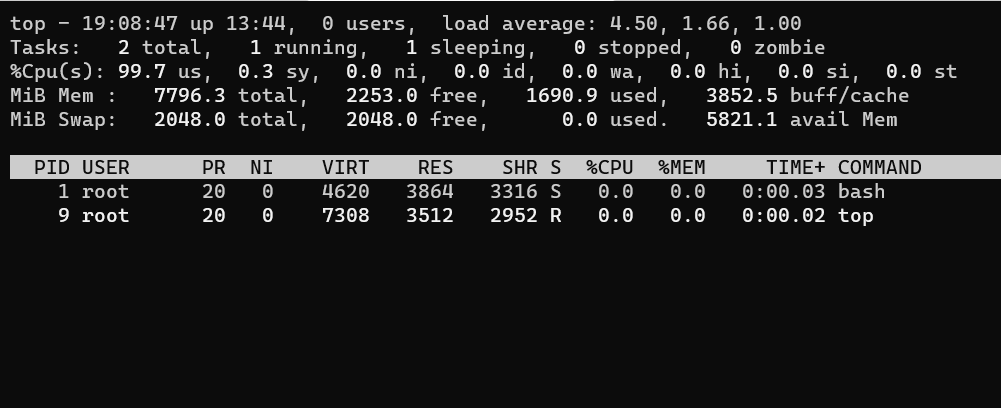 top - 19:08:47 up 13:44,  0 users,  load average: 4.50, 1.66, 1.00
Tasks:   2 total,   1 running,   1 sleeping,   0 stopped,   0 zombie
%Cpu(s): 99.7 us,  0.3 sy,  0.0 ni,  0.0 id,  0.0 wa,  0.0 hi,  0.0 si,  0.0 st
MiB Mem :   7796.3 total,   2253.0 free,   1690.9 used,   3852.5 buff/cache
MiB Swap:   2048.0 total,   2048.0 free,      0.0 used.   5821.1 avail Mem
  PID USER      PR  NI    VIRT    RES    SHR S  %CPU  %MEM     TIME+ COMMAND
    1 root      20   0    4620   3864   3316 S   0.0   0.0   0:00.03 bash
    9 root      20   0    7308   3512   2952 R   0.0   0.0   0:00.02 top